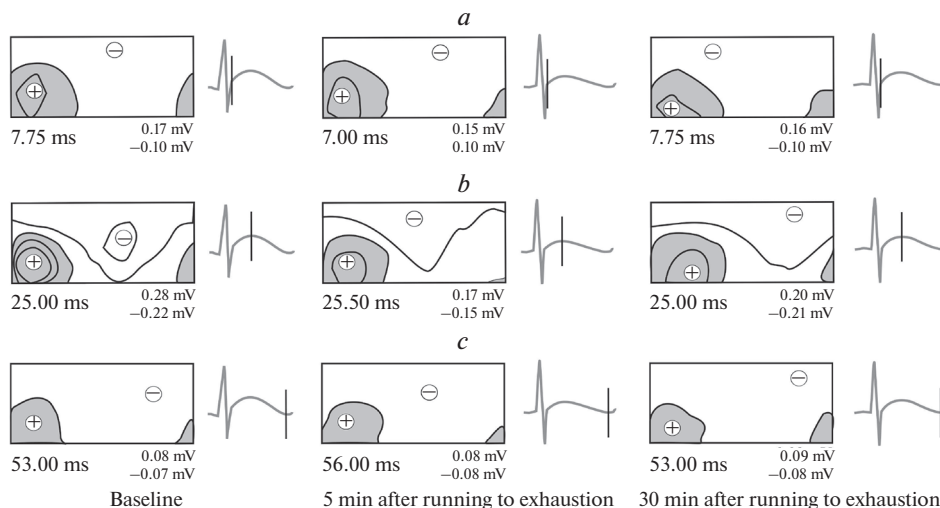 a
7.75 ms 0.17 mV −0.10 mV 7.00 ms 0.15 mV 0.10 mV 7.75 ms 0.16 mV −0.10 mV
b
25.00 ms 0.28 mV −0.22 mV 25.50 ms 0.17 mV −0.15 mV 25.00 ms 0.20 mV −0.21 mV
c
53.00 ms 0.08 mV −0.07 mV 56.00 ms 0.08 mV −0.08 mV 53.00 ms 0.09 mV −0.08 mV
Baseline 5 min after running to exhaustion 30 min after running to exhaustion